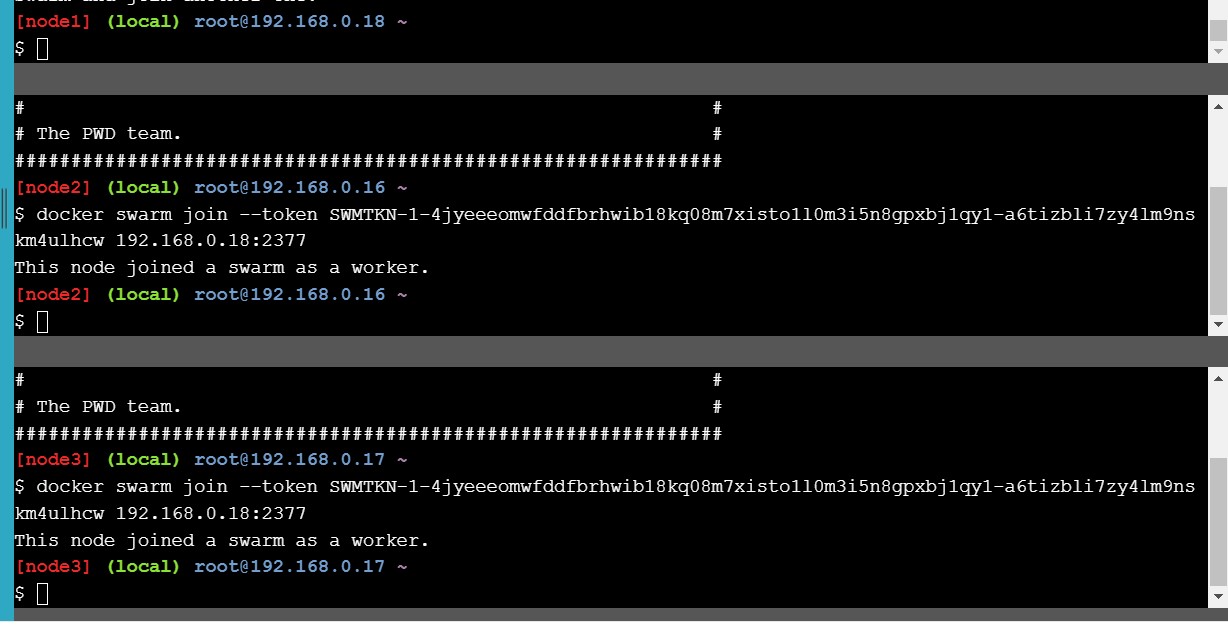 [node1] (local) root@192.168.0.18 ~
$
# #
# The PWD team. #
###############################################################
[node2] (local) root@192.168.0.16 ~
$ docker swarm join --token SWMTKN-1-4jyeeeomwfddfbrhwib18kq08m7xisto1l0m3i5n8gpxbj1qy1-a6tizbli7zy4lm9ns
km4ulhcw 192.168.0.18:2377
This node joined a swarm as a worker.
[node2] (local) root@192.168.0.16 ~
$
# #
# The PWD team. #
###############################################################
[node3] (local) root@192.168.0.17 ~
$ docker swarm join --token SWMTKN-1-4jyeeeomwfddfbrhwib18kq08m7xisto1l0m3i5n8gpxbj1qy1-a6tizbli7zy4lm9ns
km4ulhcw 192.168.0.18:2377
This node joined a swarm as a worker.
[node3] (local) root@192.168.0.17 ~
$